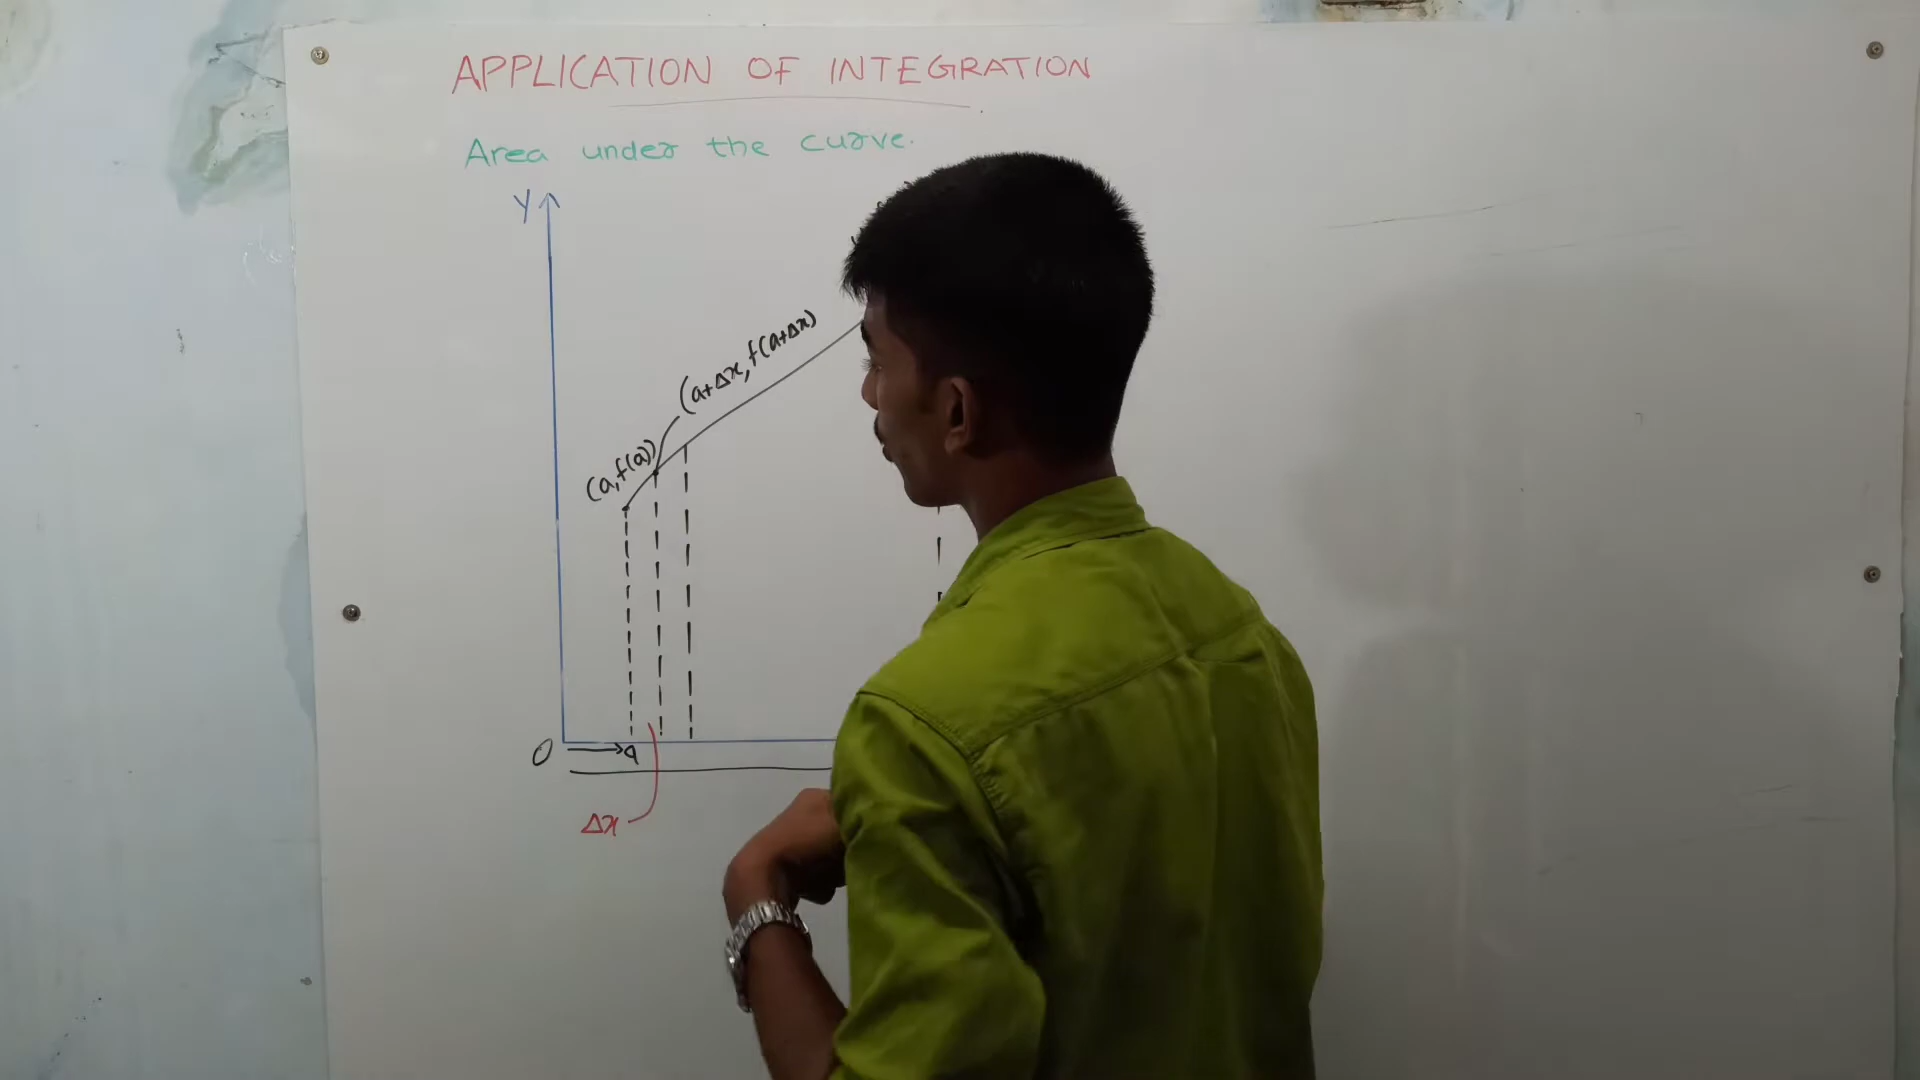 APPLICATION OF INTEGRATION
Area under the curve.
Y
(a+Δx, f(a+Δx)
(a, f(a))
O
a
Δx